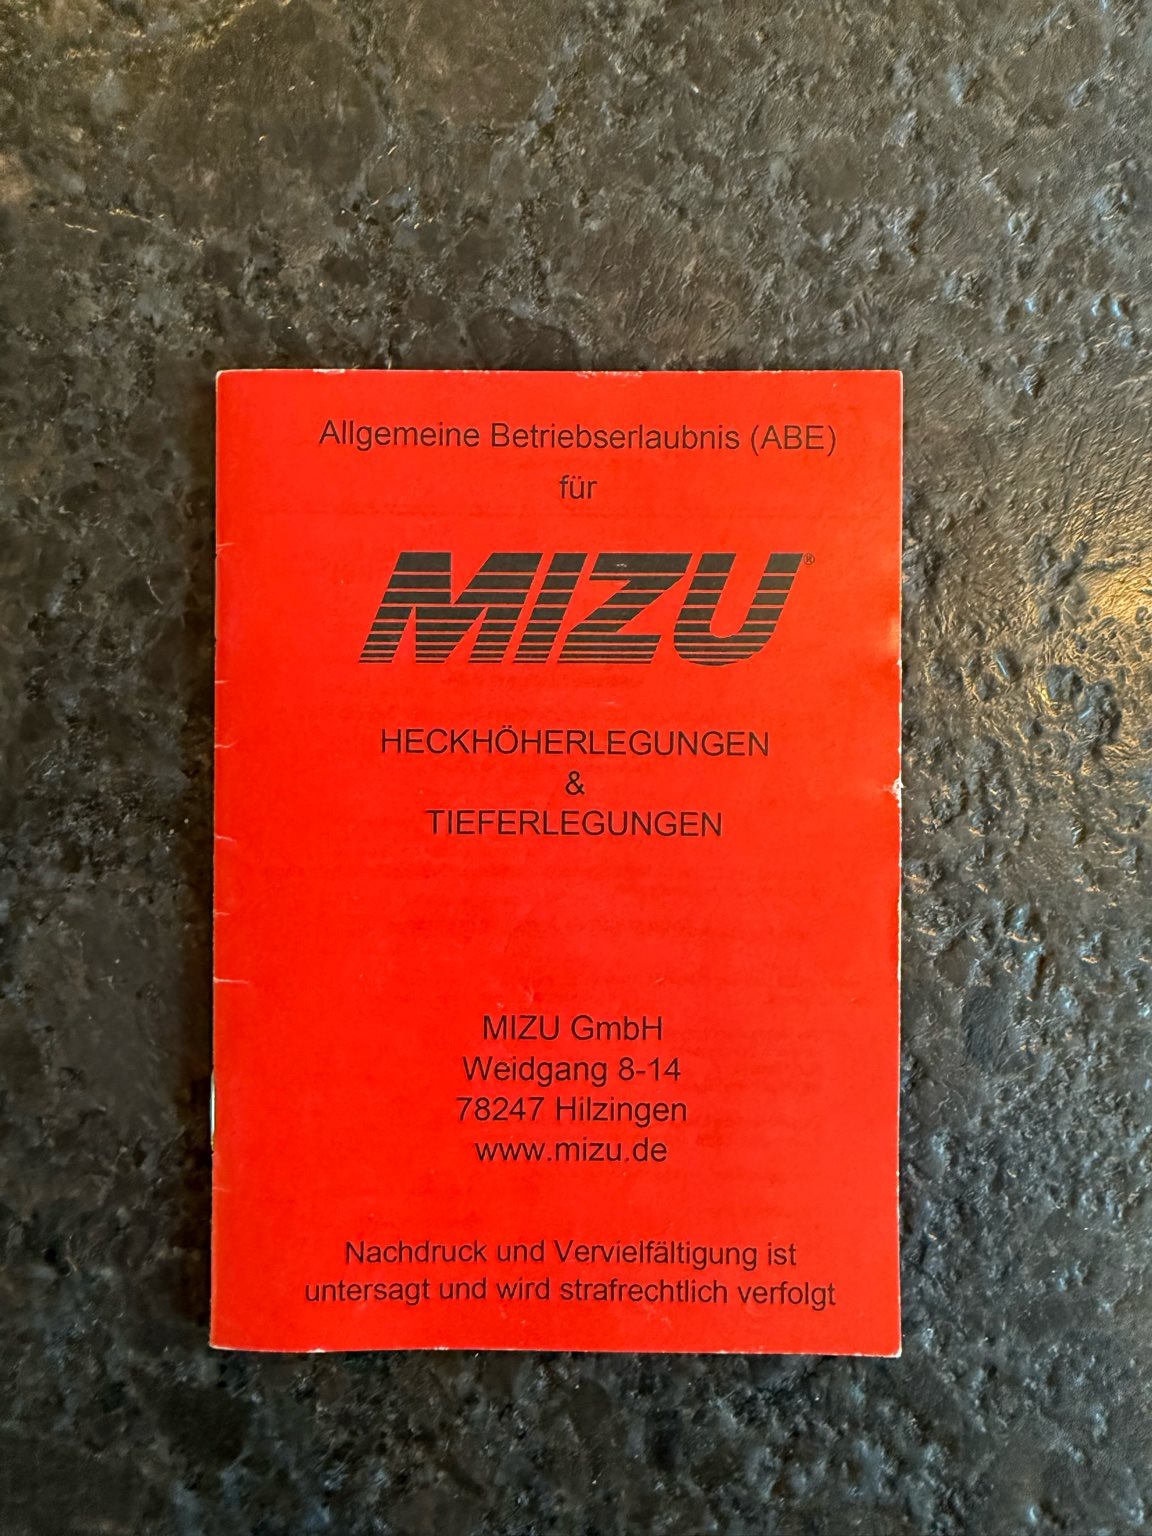 Allgemeine Betriebserlaubnis (ABE)
für
MIZU®
HECKHÖHERLEGUNGEN
&
TIEFERLEGUNGEN
MIZU GmbH
Weidgang 8-14
78247 Hilzingen
www.mizu.de
Nachdruck und Vervielfältigung ist
untersagt und wird strafrechtlich verfolgt